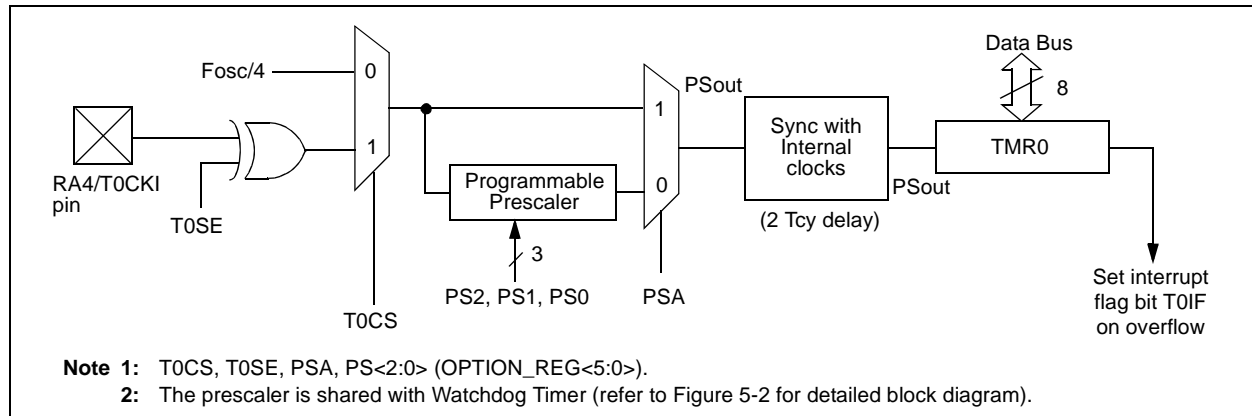 Data Bus
8
Fosc/4
0
1
RA4/T0CKI
pin
T0SE
T0CS
Programmable
Prescaler
3
PS2, PS1, PS0
1
0
PSA
PSout
Sync with
Internal
clocks
(2 Tcy delay)
PSout
TMR0
Set interrupt
flag bit T0IF
on overflow
Note 1: T0CS, T0SE, PSA, PS<2:0> (OPTION_REG<5:0>).
2: The prescaler is shared with Watchdog Timer (refer to Figure 5-2 for detailed block diagram).